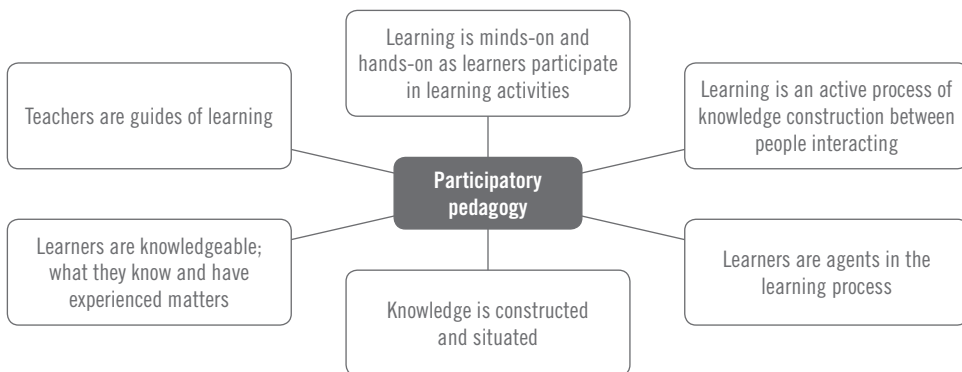 Learning is minds-on and
hands-on as learners participate
in learning activities
Teachers are guides of learning
Learning is an active process of
knowledge construction between
people interacting
Participatory
pedagogy
Learners are knowledgeable;
what they know and have
experienced matters
Knowledge is constructed
and situated
Learners are agents in the
learning process